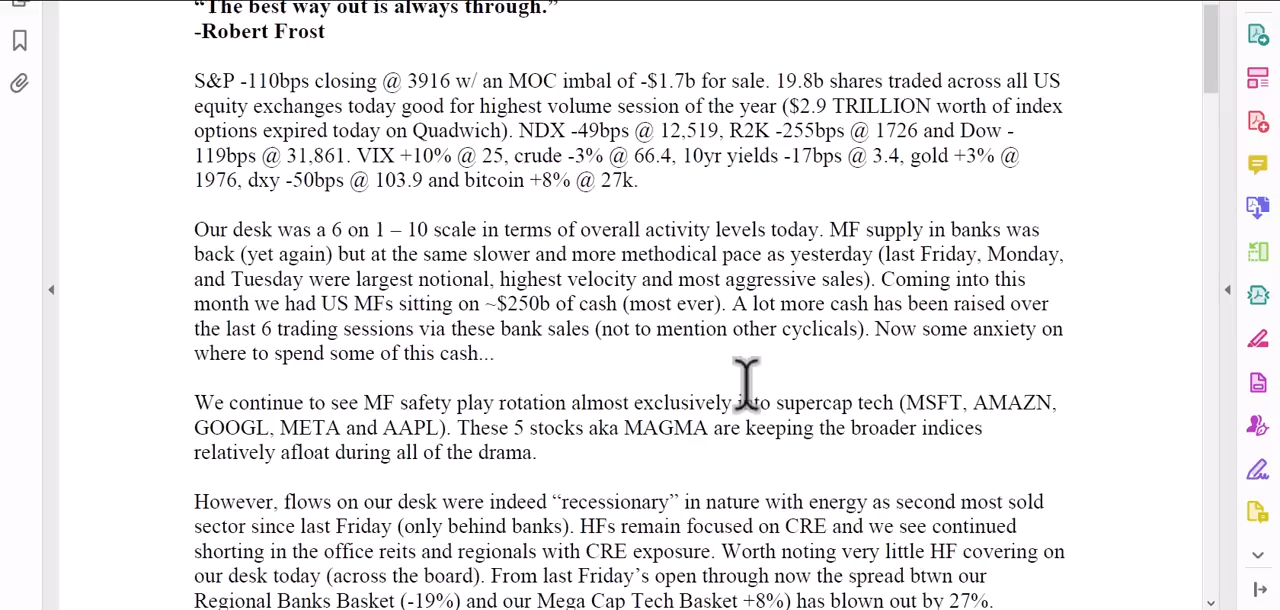 “The best way out is always through.”
-Robert Frost
S&P -110bps closing @ 3916 w/ an MOC imbal of -$1.7b for sale. 19.8b shares traded across all US
equity exchanges today good for highest volume session of the year ($2.9 TRILLION worth of index
options expired today on Quadwich). NDX -49bps @ 12,519, R2K -255bps @ 1726 and Dow -
119bps @ 31,861. VIX +10% @ 25, crude -3% @ 66.4, 10yr yields -17bps @ 3.4, gold +3% @
1976, dxy -50bps @ 103.9 and bitcoin +8% @ 27k.
Our desk was a 6 on 1 – 10 scale in terms of overall activity levels today. MF supply in banks was
back (yet again) but at the same slower and more methodical pace as yesterday (last Friday, Monday,
and Tuesday were largest notional, highest velocity and most aggressive sales). Coming into this
month we had US MFs sitting on ~$250b of cash (most ever). A lot more cash has been raised over
the last 6 trading sessions via these bank sales (not to mention other cyclicals). Now some anxiety on
where to spend some of this cash...
We continue to see MF safety play rotation almost exclusively into supercap tech (MSFT, AMAZN,
GOOGL, META and AAPL). These 5 stocks aka MAGMA are keeping the broader indices
relatively afloat during all of the drama.
However, flows on our desk were indeed “recessionary” in nature with energy as second most sold
sector since last Friday (only behind banks). HFs remain focused on CRE and we see continued
shorting in the office reits and regionals with CRE exposure. Worth noting very little HF covering on
our desk today (across the board). From last Friday’s open through now the spread btwn our
Regional Banks Basket (-19%) and our Mega Cap Tech Basket +8%) has blown out by 27%.